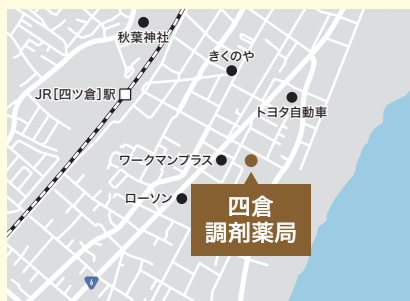 秋葉神社
きくのや
JR[四ツ倉]駅
トヨタ自動車
ワークマンプラス
ローソン
四倉
調剤薬局
6